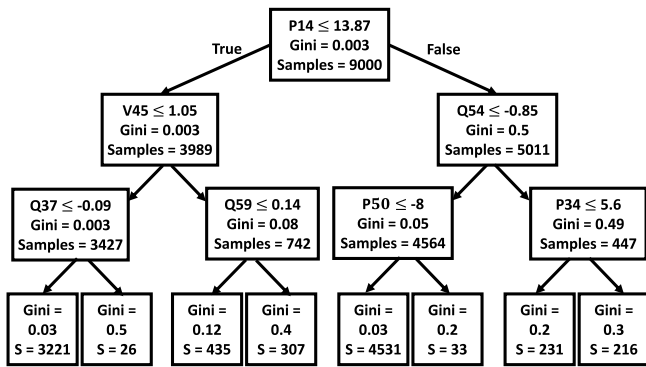 P14 ≤ 13.87
Gini = 0.003
Samples = 9000
True
False
V45 ≤ 1.05
Gini = 0.003
Samples = 3989
Q54 ≤ -0.85
Gini = 0.5
Samples = 5011
Q37 ≤ -0.09
Gini = 0.003
Samples = 3427
Q59 ≤ 0.14
Gini = 0.08
Samples = 742
P50 ≤ -8
Gini = 0.05
Samples = 4564
P34 ≤ 5.6
Gini = 0.49
Samples = 447
Gini =
0.03
S = 3221
Gini =
0.5
S = 26
Gini =
0.12
S = 435
Gini =
0.4
S = 307
Gini =
0.03
S = 4531
Gini =
0.2
S = 33
Gini =
0.2
S = 231
Gini =
0.3
S = 216